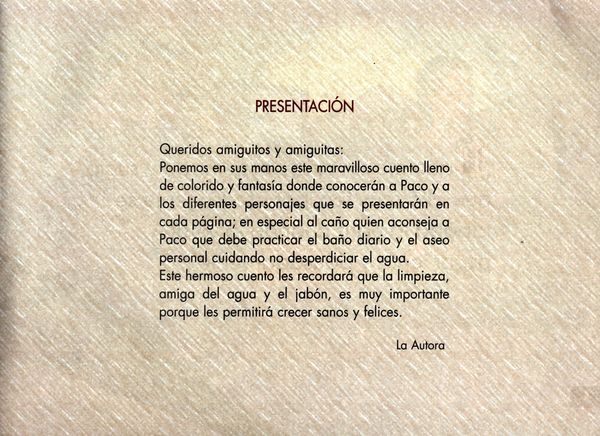 PRESENTACIÓN
Queridos amiguitos y amiguitas:
Ponemos en sus manos este maravilloso cuento lleno
de colorido y fantasía donde conocerán a Paco y a
los diferentes personajes que se presentarán en
cada página; en especial al caño quien aconseja a
Paco que debe practicar el baño diario y el aseo
personal cuidando no desperdiciar el agua.
Este hermoso cuento les recordará que la limpieza,
amiga del agua y el jabón, es muy importante
porque les permitirá crecer sanos y felices.
La Autora